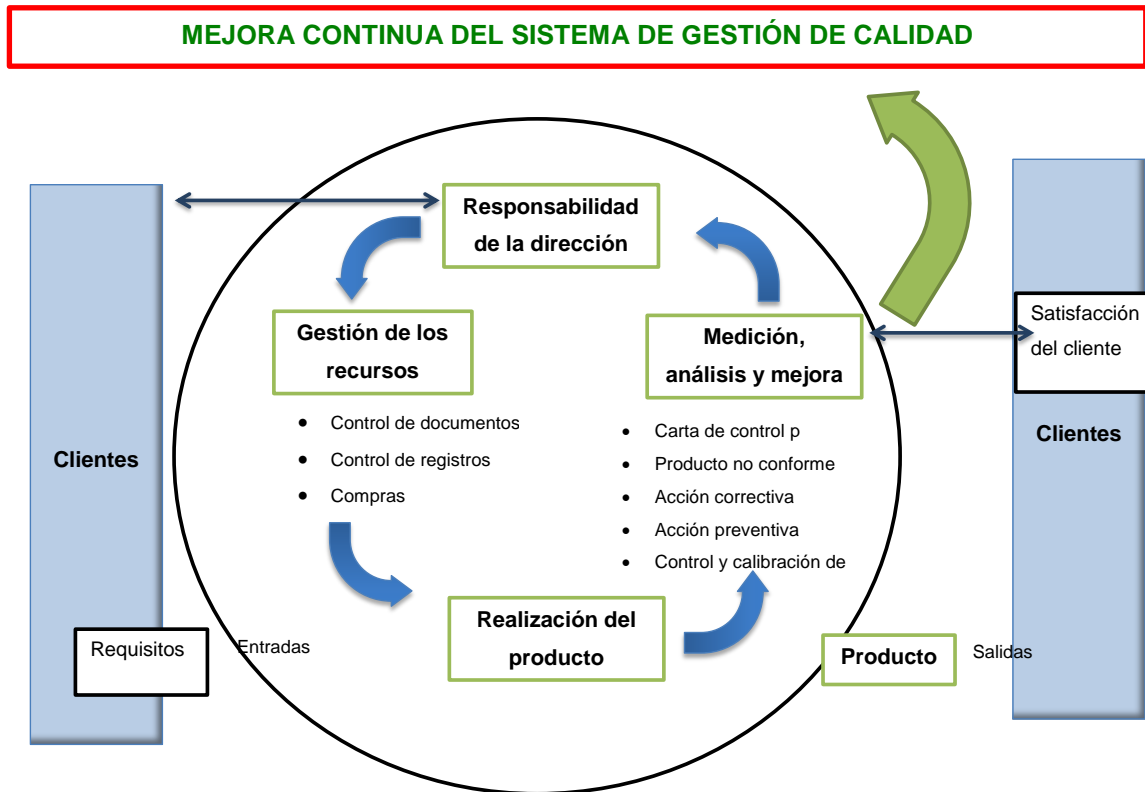 MEJORA CONTINUA DEL SISTEMA DE GESTIÓN DE CALIDAD
Responsabilidad
de la dirección
Gestión de los
recursos
Medición,
análisis y mejora
Satisfacción
del cliente
• Control de documentos
• Control de registros
• Compras
• Carta de control p
• Producto no conforme
• Acción correctiva
• Acción preventiva
• Control y calibración de
Clientes
Clientes
Realización del
producto
Requisitos
Entradas
Producto
Salidas